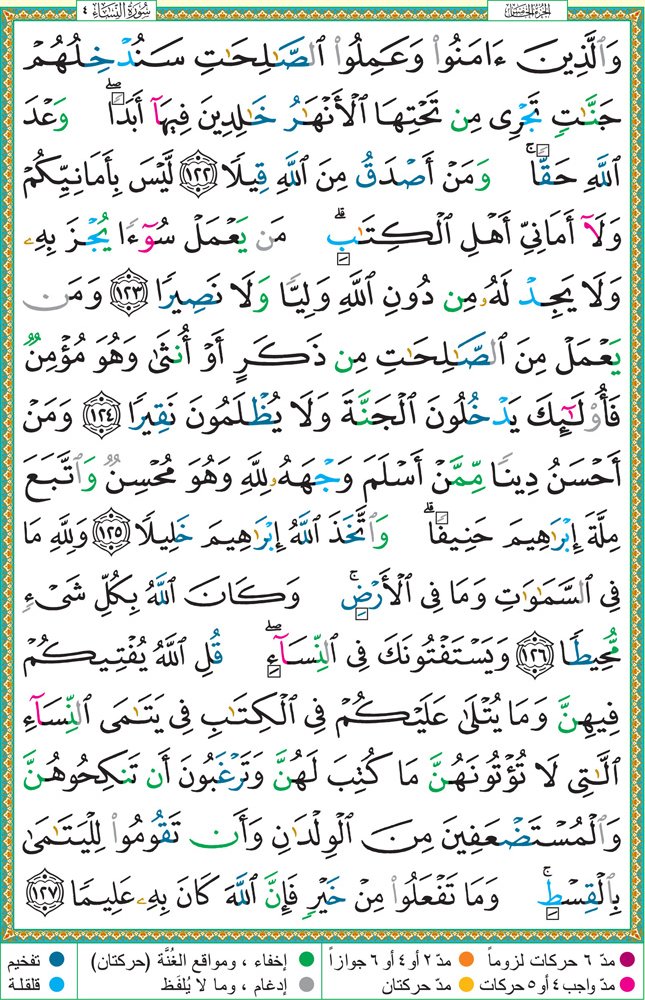 سُورَةُ النِّسَاءِ ٤
الجزء الخامس
وَٱلَّذِينَ ءَامَنُواْ وَعَمِلُواْ ٱلصَّٰلِحَٰتِ سَنُدۡخِلُهُمۡ
جَنَّٰتٖ تَجۡرِي مِن تَحۡتِهَا ٱلۡأَنۡهَٰرُ خَٰلِدِينَ فِيهَآ أَبَدٗاۖ وَعۡدَ
ٱللَّهِ حَقّٗاۚ وَمَنۡ أَصۡدَقُ مِنَ ٱللَّهِ قِيلٗا ١٢٢ لَّيۡسَ بِأَمَانِيِّكُمۡ
وَلَآ أَمَانِيِّ أَهۡلِ ٱلۡكِتَٰبِۗ مَن يَعۡمَلۡ سُوٓءٗا يُجۡزَ بِهِۦ
وَلَا يَجِدۡ لَهُۥ مِن دُونِ ٱللَّهِ وَلِيّٗا وَلَا نَصِيرٗا ١٢٣ وَمَن
يَعۡمَلۡ مِنَ ٱلصَّٰلِحَٰتِ مِن ذَكَرٍ أَوۡ أُنثَىٰ وَهُوَ مُؤۡمِنٞ
فَأُوْلَٰٓئِكَ يَدۡخُلُونَ ٱلۡجَنَّةَ وَلَا يُظۡلَمُونَ نَقِيرٗا ١٢٤ وَمَنۡ
أَحۡسَنُ دِينٗا مِّمَّنۡ أَسۡلَمَ وَجۡهَهُۥ لِلَّهِ وَهُوَ مُحۡسِنٞ وَٱتَّبَعَ
مِلَّةَ إِبۡرَٰهِيمَ حَنِيفٗاۗ وَٱتَّخَذَ ٱللَّهُ إِبۡرَٰهِيمَ خَلِيلٗا ١٢٥ وَلِلَّهِ مَا
فِي ٱلسَّمَٰوَٰتِ وَمَا فِي ٱلۡأَرۡضِۚ وَكَانَ ٱللَّهُ بِكُلِّ شَيۡءٖ
مُّحِيطٗا ١٢٦ وَيَسۡتَفۡتُونَكَ فِي ٱلنِّسَآءِۖ قُلِ ٱللَّهُ يُفۡتِيكُمۡ
فِيهِنَّ وَمَا يُتۡلَىٰ عَلَيۡكُمۡ فِي ٱلۡكِتَٰبِ فِي يَتَٰمَى ٱلنِّسَآءِ
ٱلَّٰتِي لَا تُؤۡتُونَهُنَّ مَا كُتِبَ لَهُنَّ وَتَرۡغَبُونَ أَن تَنكِحُوهُنَّ
وَٱلۡمُسۡتَضۡعَفِينَ مِنَ ٱلۡوِلۡدَٰنِ وَأَن تَقُومُواْ لِلۡيَتَٰمَىٰ
بِٱلۡقِسۡطِۚ وَمَا تَفۡعَلُواْ مِنۡ خَيۡرٖ فَإِنَّ ٱللَّهَ كَانَ بِهِۦ عَلِيمٗا ١٢٧
مدّ ٦ حركات لزوماً مدّ ٢ أو ٤ أو ٦ جوازاً إخفاء ، ومواقع الغُنَّة (حركتان) تفخيم
مدّ واجب ٤ أو ٥ حركات مدّ حركتان إدغام ، وما لا يُلفَظ قلقلة